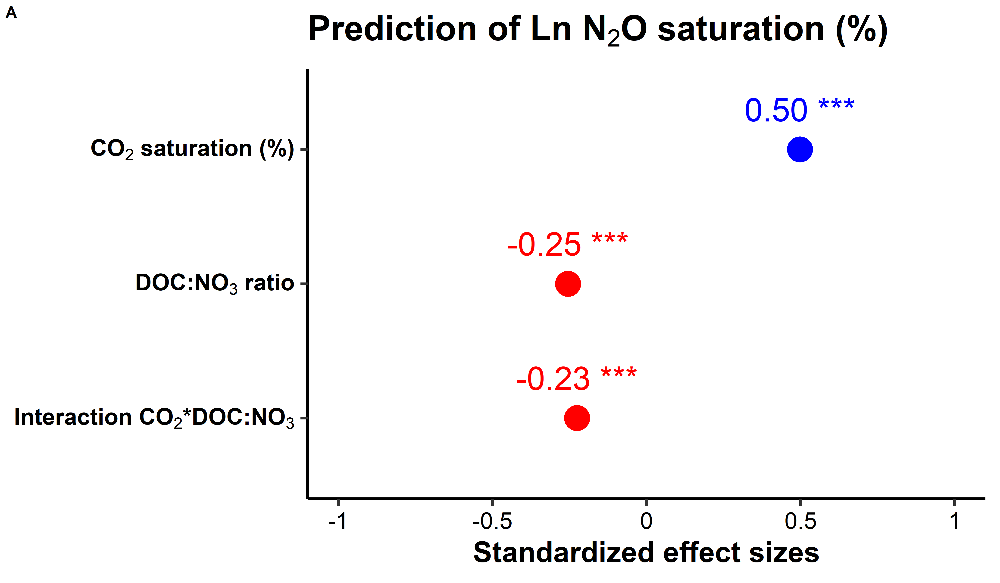 A
Prediction of Ln N₂O saturation (%)
0.50 ***
CO₂ saturation (%)
-0.25 ***
DOC:NO₃ ratio
-0.23 ***
Interaction CO₂*DOC:NO₃
-1 -0.5 0 0.5 1
Standardized effect sizes